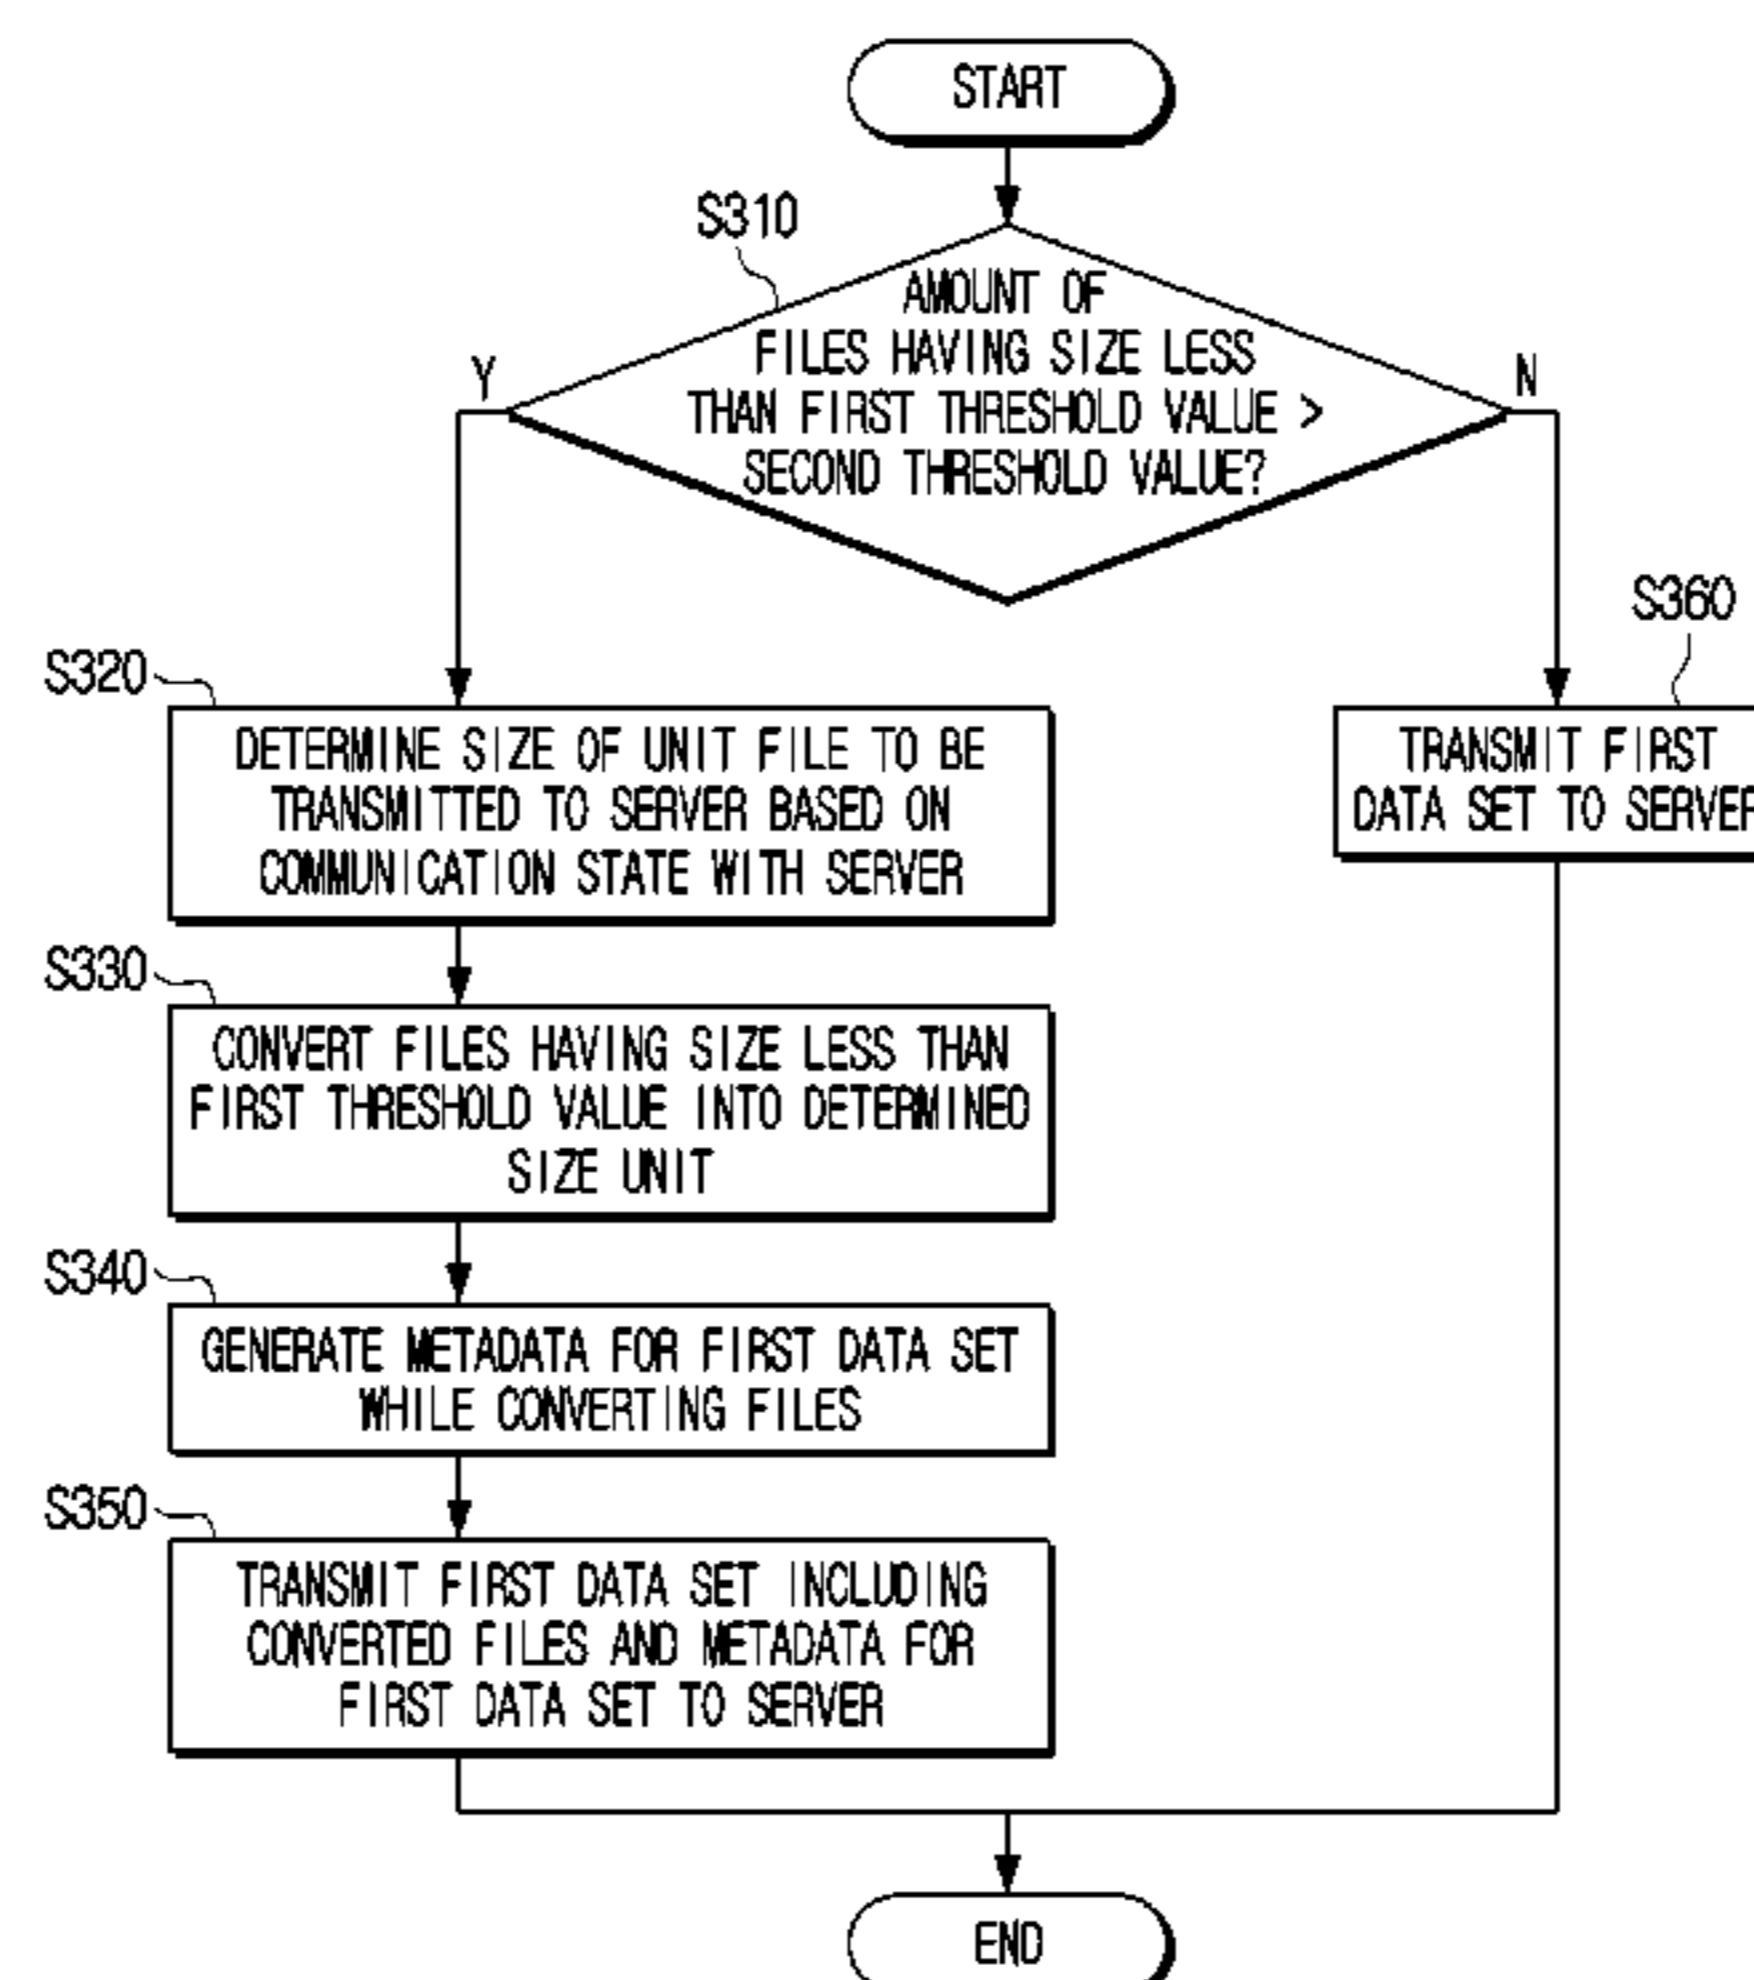 START
S310
AMOUNT OF
FILES HAVING SIZE LESS
THAN FIRST THRESHOLD VALUE >
SECOND THRESHOLD VALUE?
Y
N
S320
DETERMINE SIZE OF UNIT FILE TO BE
TRANSMITTED TO SERVER BASED ON
COMMUNICATION STATE WITH SERVER
S360
TRANSMIT FIRST
DATA SET TO SERVER
S330
CONVERT FILES HAVING SIZE LESS THAN
FIRST THRESHOLD VALUE INTO DETERMINED
SIZE UNIT
S340
GENERATE METADATA FOR FIRST DATA SET
WHILE CONVERTING FILES
S350
TRANSMIT FIRST DATA SET INCLUDING
CONVERTED FILES AND METADATA FOR
FIRST DATA SET TO SERVER
END